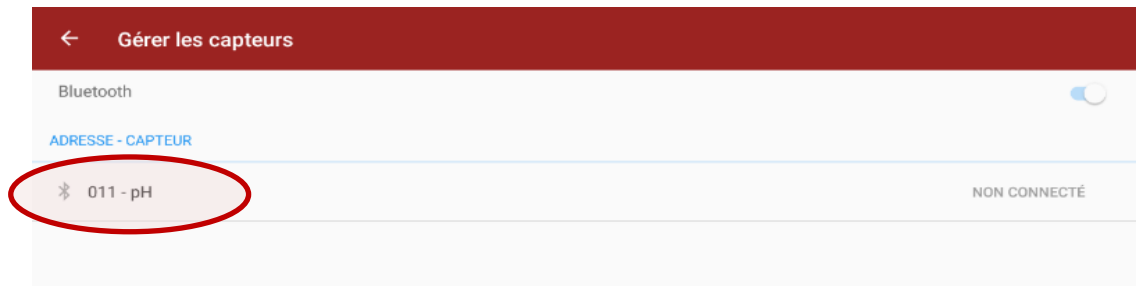 Gérer les capteurs
Bluetooth
ADRESSE - CAPTEUR
011 - pH
NON CONNECTÉ